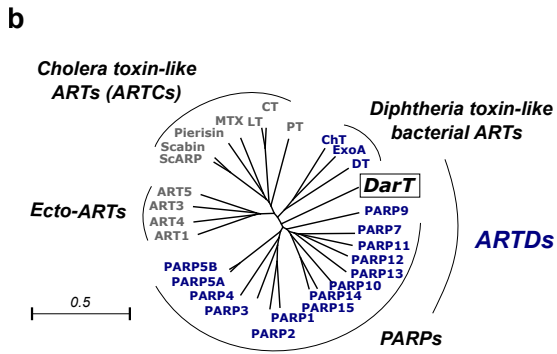 b
Cholera toxin-like
ARTs (ARTCs)
CT
MTX
LT
PT
Pierisin
Scabin
ScARP
Diphtheria toxin-like
bacterial ARTs
ChT
ExoA
DT
DarT
Ecto-ARTs
ART5
ART3
ART4
ART1
PARP9
PARP7
PARP11
PARP12
PARP13
PARP10
PARP14
PARP15
PARP1
PARP2
PARP3
PARP4
PARP5A
PARP5B
ARTDs
PARPs
0.5